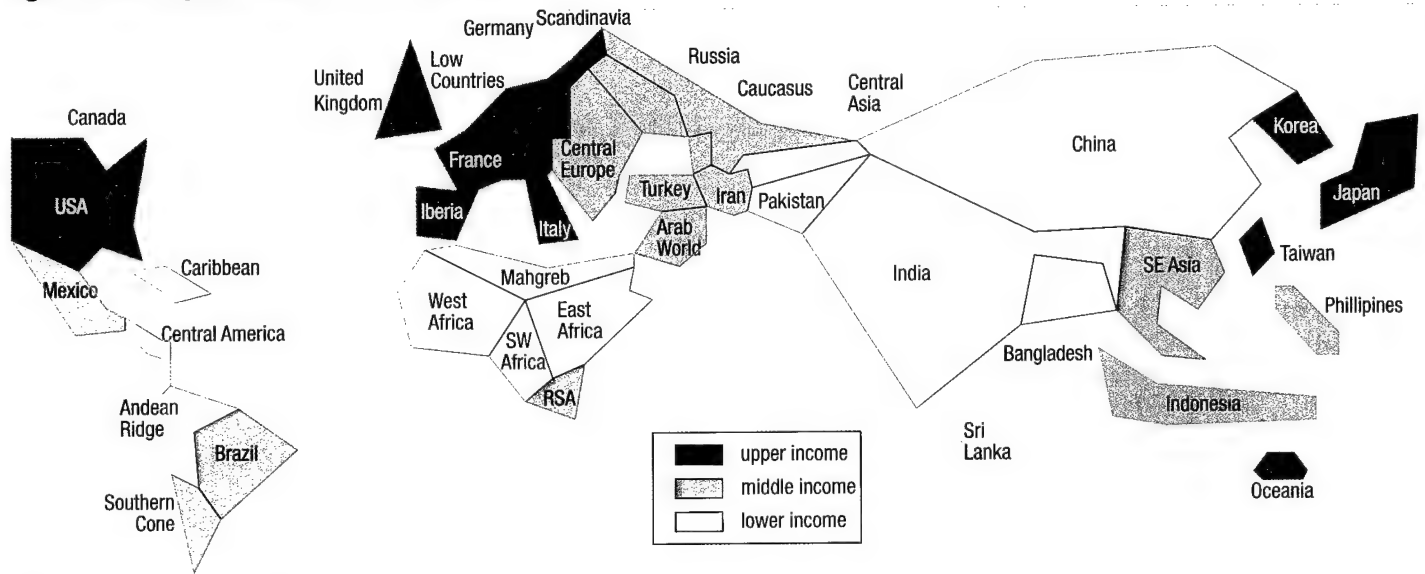 Germany
Scandinavia
United
Kingdom
Low
Countries
Russia
Caucasus
Central
Asia
Canada
USA
France
Central
Europe
China
Korea
Japan
Iberia
Italy
Turkey
Iran
Pakistan
Arab
World
Mexico
Caribbean
Mahgreb
India
SE Asia
Taiwan
West
Africa
East
Africa
SW
Africa
Phillipines
Central America
Bangladesh
RSA
Andean
Ridge
Brazil
Indonesia
Sri
Lanka
Southern
Cone
Oceania
upper income
middle income
lower income